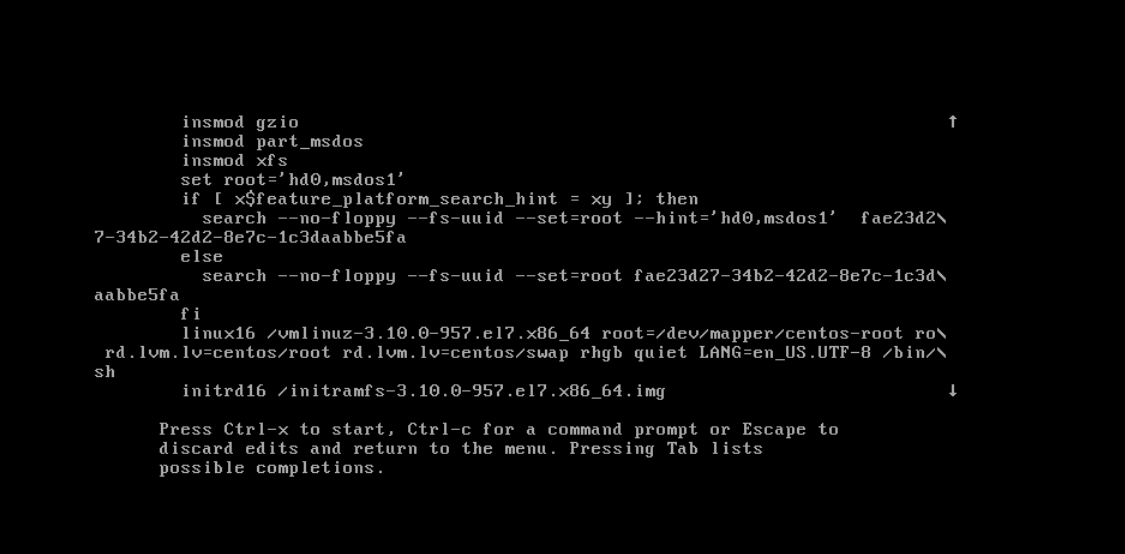 insmod gzio
insmod part_msdos
insmod xfs
set root='hd0,msdos1'
if [ x$feature_platform_search_hint = xy ]; then
search --no-floppy --fs-uuid --set=root --hint='hd0,msdos1'  fae23d2\
7-34b2-42d2-8e7c-1c3daabbe5fa
else
search --no-floppy --fs-uuid --set=root fae23d27-34b2-42d2-8e7c-1c3d\
aabbe5fa
fi
linux16 /vmlinuz-3.10.0-957.el7.x86_64 root=/dev/mapper/centos-root ro\
rd.lvm.lv=centos/root rd.lvm.lv=centos/swap rhgb quiet LANG=en_US.UTF-8 /bin/\
sh
initrd16 /initramfs-3.10.0-957.el7.x86_64.img
Press Ctrl-x to start, Ctrl-c for a command prompt or Escape to
discard edits and return to the menu. Pressing Tab lists
possible completions.